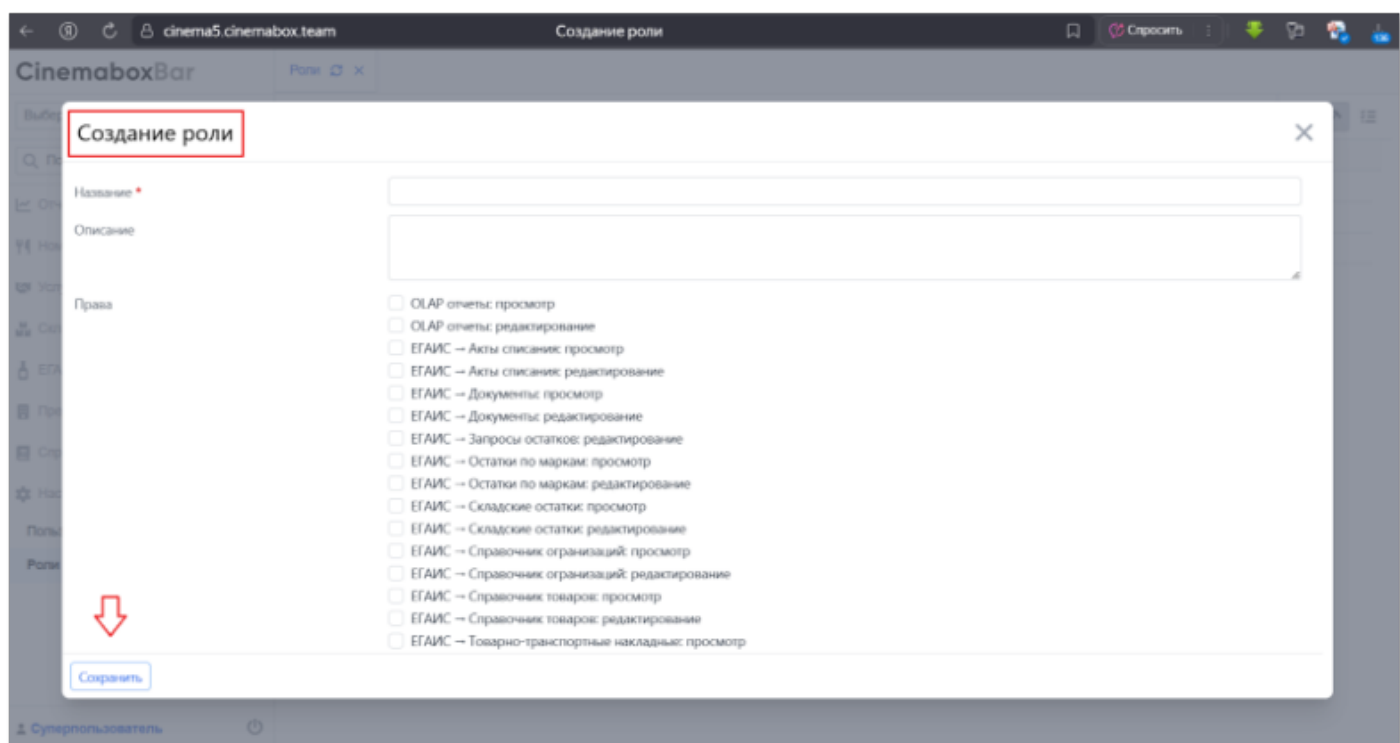 cinema5.cinemabox.team Создание роли Спросить
CinemaboxBar Роли
Создание роли
Название *
Описание
Права
OLAP отчеты: просмотр
OLAP отчеты: редактирование
ЕГАИС → Акты списания: просмотр
ЕГАИС → Акты списания: редактирование
ЕГАИС → Документы: просмотр
ЕГАИС → Документы: редактирование
ЕГАИС → Запросы остатков: редактирование
ЕГАИС → Остатки по маркам: просмотр
ЕГАИС → Остатки по маркам: редактирование
ЕГАИС → Складские остатки: просмотр
ЕГАИС → Складские остатки: редактирование
ЕГАИС → Справочник огранизаций: просмотр
ЕГАИС → Справочник огранизаций: редактирование
ЕГАИС → Справочник товаров: просмотр
ЕГАИС → Справочник товаров: редактирование
ЕГАИС → Товарно-транспортные накладные: просмотр
Роли
Сохранить
Суперпользователь